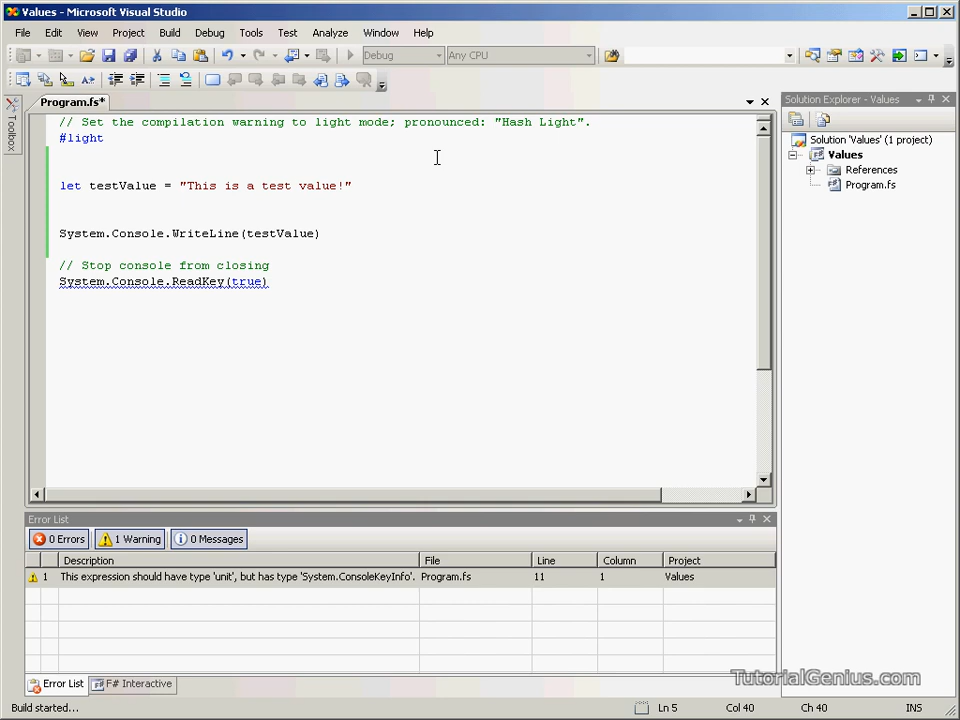 Values - Microsoft Visual Studio
File Edit View Project Build Debug Tools Test Analyze Window Help
Debug Any CPU
Program.fs*
Solution Explorer - Values
Toolbox
// Set the compilation warning to light mode; pronounced: "Hash Light".
#light
let testValue = "This is a test value!"
System.Console.WriteLine(testValue)
// Stop console from closing
System.Console.ReadKey(true)
Solution 'Values' (1 project)
Values
References
Program.fs
Error List
0 Errors 1 Warning 0 Messages
Description File Line Column Project
1 This expression should have type 'unit', but has type 'System.ConsoleKeyInfo'. Program.fs 11 1 Values
TutorialGenius.com
Error List F# Interactive
Build started... Ln 5 Col 40 Ch 40 INS